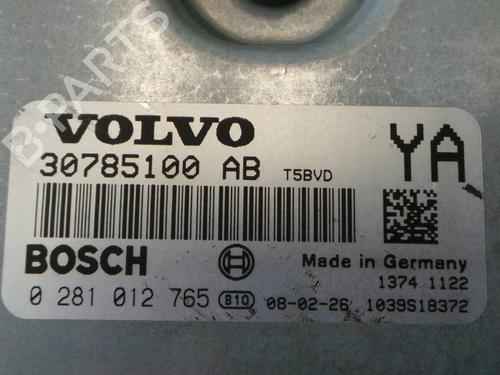 B-PARTS
VOLVO
30785100 AB T5BVD
YA
BOSCH
Made in Germany
1374 1122
0 281 012 765 B10 08-02-26 1039S18372